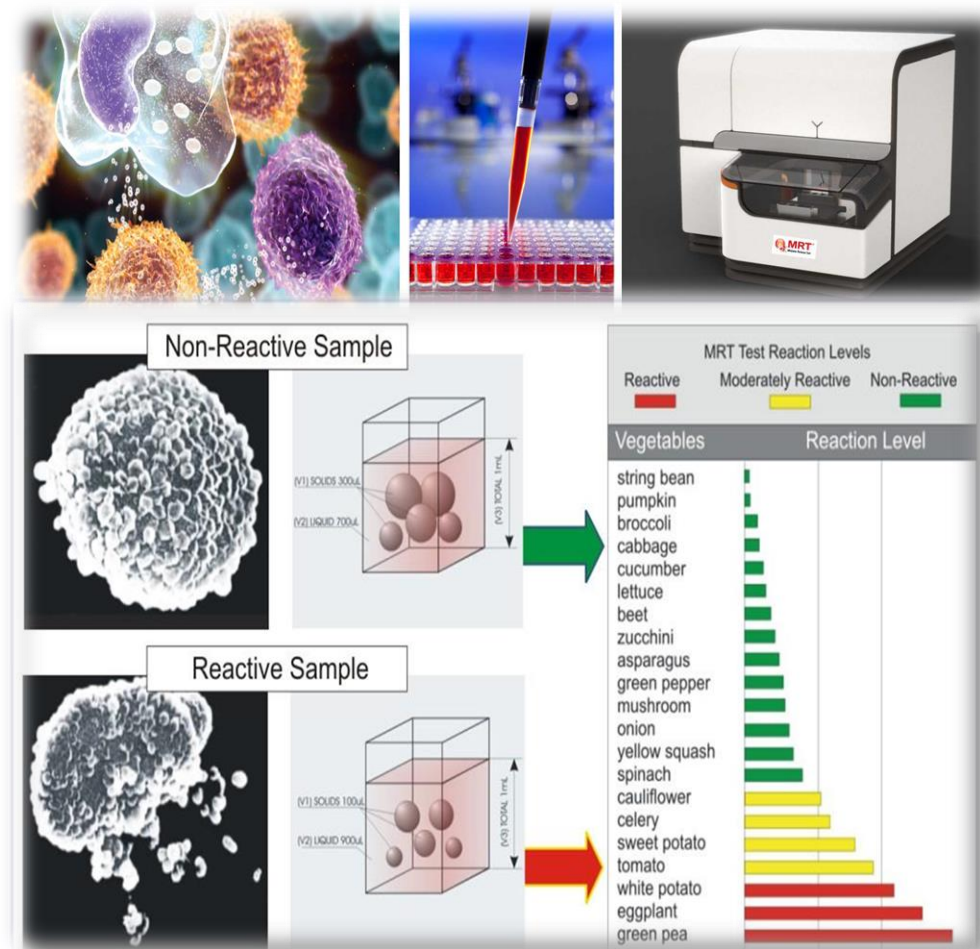 MRT
Non-Reactive Sample
(V1) SOLIDS 300uL
(V2) LIQUID 700uL
(V3) TOTAL 1mL
Reactive Sample
(V1) SOLIDS 100uL
(V2) LIQUID 900uL
(V3) TOTAL 1mL
MRT Test Reaction Levels
Reactive Moderately Reactive Non-Reactive
Vegetables Reaction Level
string bean
pumpkin
broccoli
cabbage
cucumber
lettuce
beet
zucchini
asparagus
green pepper
mushroom
onion
yellow squash
spinach
cauliflower
celery
sweet potato
tomato
white potato
eggplant
green pea